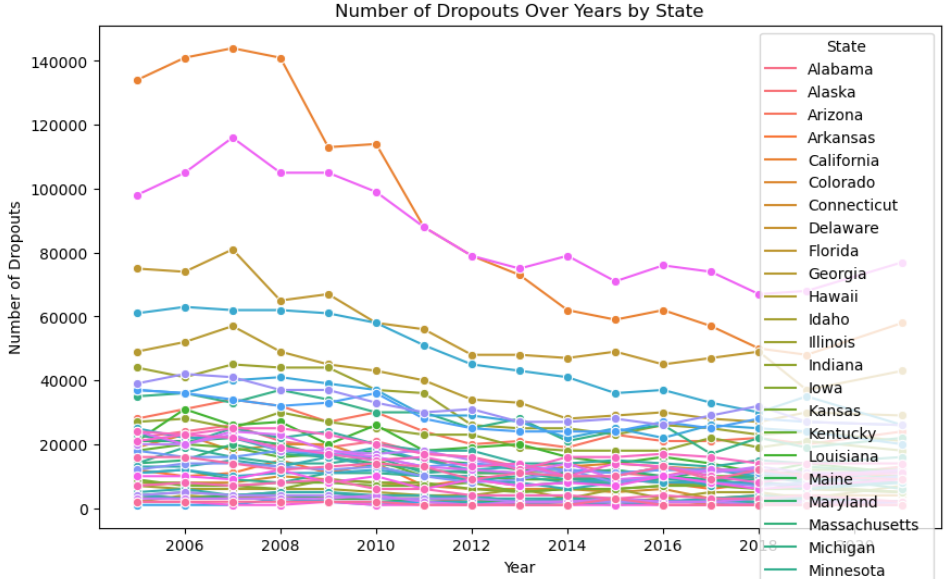 Number of Dropouts Over Years by State
Number of Dropouts
140000
120000
100000
80000
60000
40000
20000
0
2006
2008
2010
2012
2014
2016
2018
2020
Year
State
Alabama
Alaska
Arizona
Arkansas
California
Colorado
Connecticut
Delaware
Florida
Georgia
Hawaii
Idaho
Illinois
Indiana
Iowa
Kansas
Kentucky
Louisiana
Maine
Maryland
Massachusetts
Michigan
Minnesota